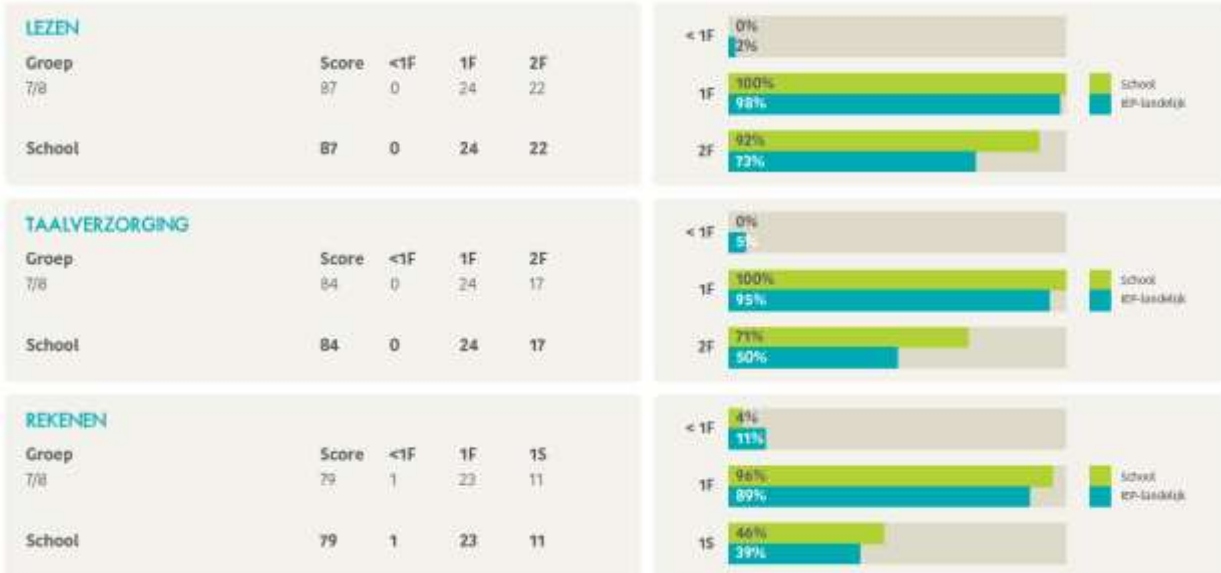 LEZEN
Groep Score <1F 1F 2F
7/8 87 0 24 22
School 87 0 24 22
< 1F 0%
2%
1F 100%
98%
2F 92%
73%
School
IEP-landelijk
TAALVERZORGING
Groep Score <1F 1F 2F
7/8 84 0 24 17
School 84 0 24 17
< 1F 0%
5%
1F 100%
95%
2F 71%
50%
School
IEP-landelijk
REKENEN
Groep Score <1F 1F 1S
7/8 79 1 23 11
School 79 1 23 11
< 1F 4%
11%
1F 96%
89%
1S 46%
39%
School
IEP-landelijk